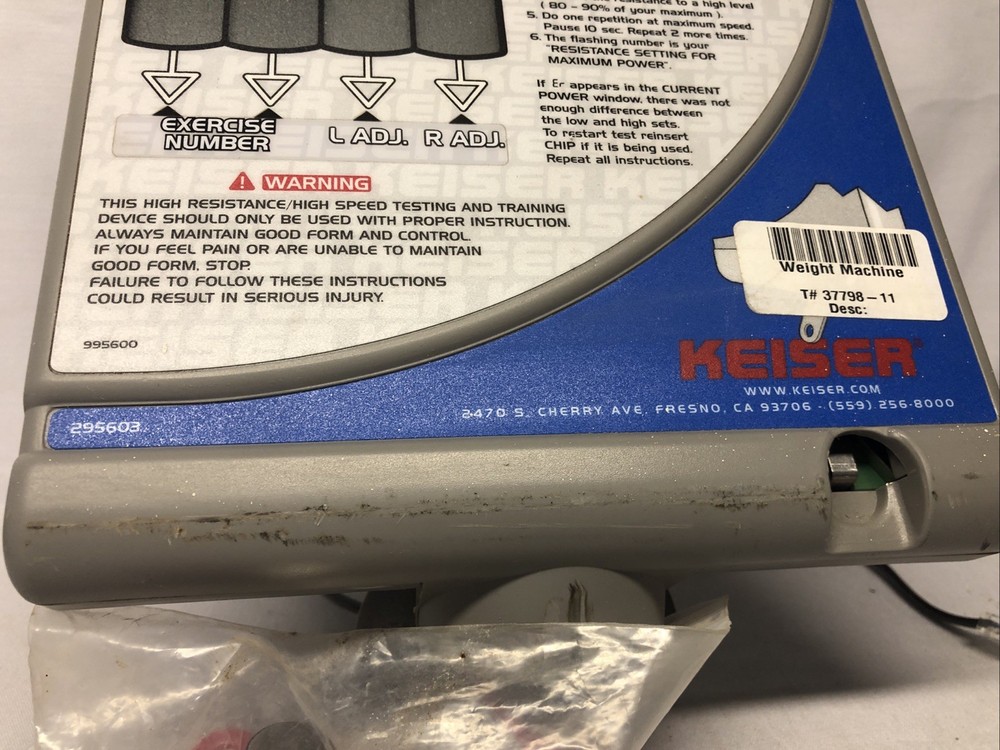 resistance to a high level
( 80 - 90% of your maximum ).
5. Do one repetition at maximum speed.
Pause 10 sec. Repeat 2 more times.
6. The flashing number is your
"RESISTANCE SETTING FOR
MAXIMUM POWER".
If Er appears in the CURRENT
POWER window, there was not
enough difference between
the low and high sets.
To restart test reinsert
CHIP if it is being used.
Repeat all instructions.
EXERCISE
NUMBER
L ADJ. R ADJ.
! WARNING
THIS HIGH RESISTANCE/HIGH SPEED TESTING AND TRAINING
DEVICE SHOULD ONLY BE USED WITH PROPER INSTRUCTION.
ALWAYS MAINTAIN GOOD FORM AND CONTROL.
IF YOU FEEL PAIN OR ARE UNABLE TO MAINTAIN
GOOD FORM, STOP.
FAILURE TO FOLLOW THESE INSTRUCTIONS
COULD RESULT IN SERIOUS INJURY.
995600
Weight Machine
T# 37798-11
Desc:
KEISER
WWW.KEISER.COM
2470 S. CHERRY AVE. FRESNO, CA 93706 · (559) 256-8000
295603